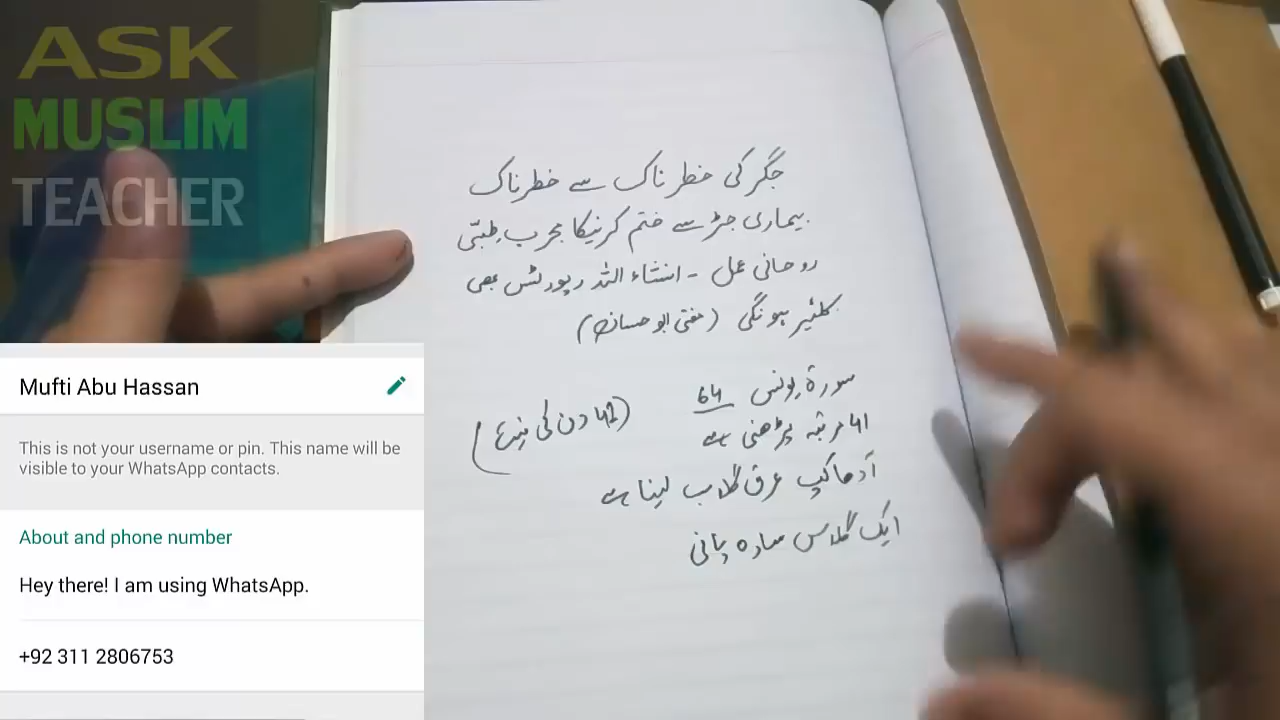 ASK
MUSLIM
TEACHER
جگر کی خطرناک سے خطرناک
بیماری جڑ سے ختم کرنیکا مجرب طبّی
روحانی عمل - انشاء اللہ رپورٹس بھی
کلئیر ہونگی (مفتی ابو حسان)
سورۃ یونس 64
(41 دن کی نیت)
41 مرتبہ پڑھنی ہے
آدھا کپ عرق گلاب لینا ہے
ایک گلاس سادہ پانی
Mufti Abu Hassan
This is not your username or pin. This name will be
visible to your WhatsApp contacts.
About and phone number
Hey there! I am using WhatsApp.
+92 311 2806753